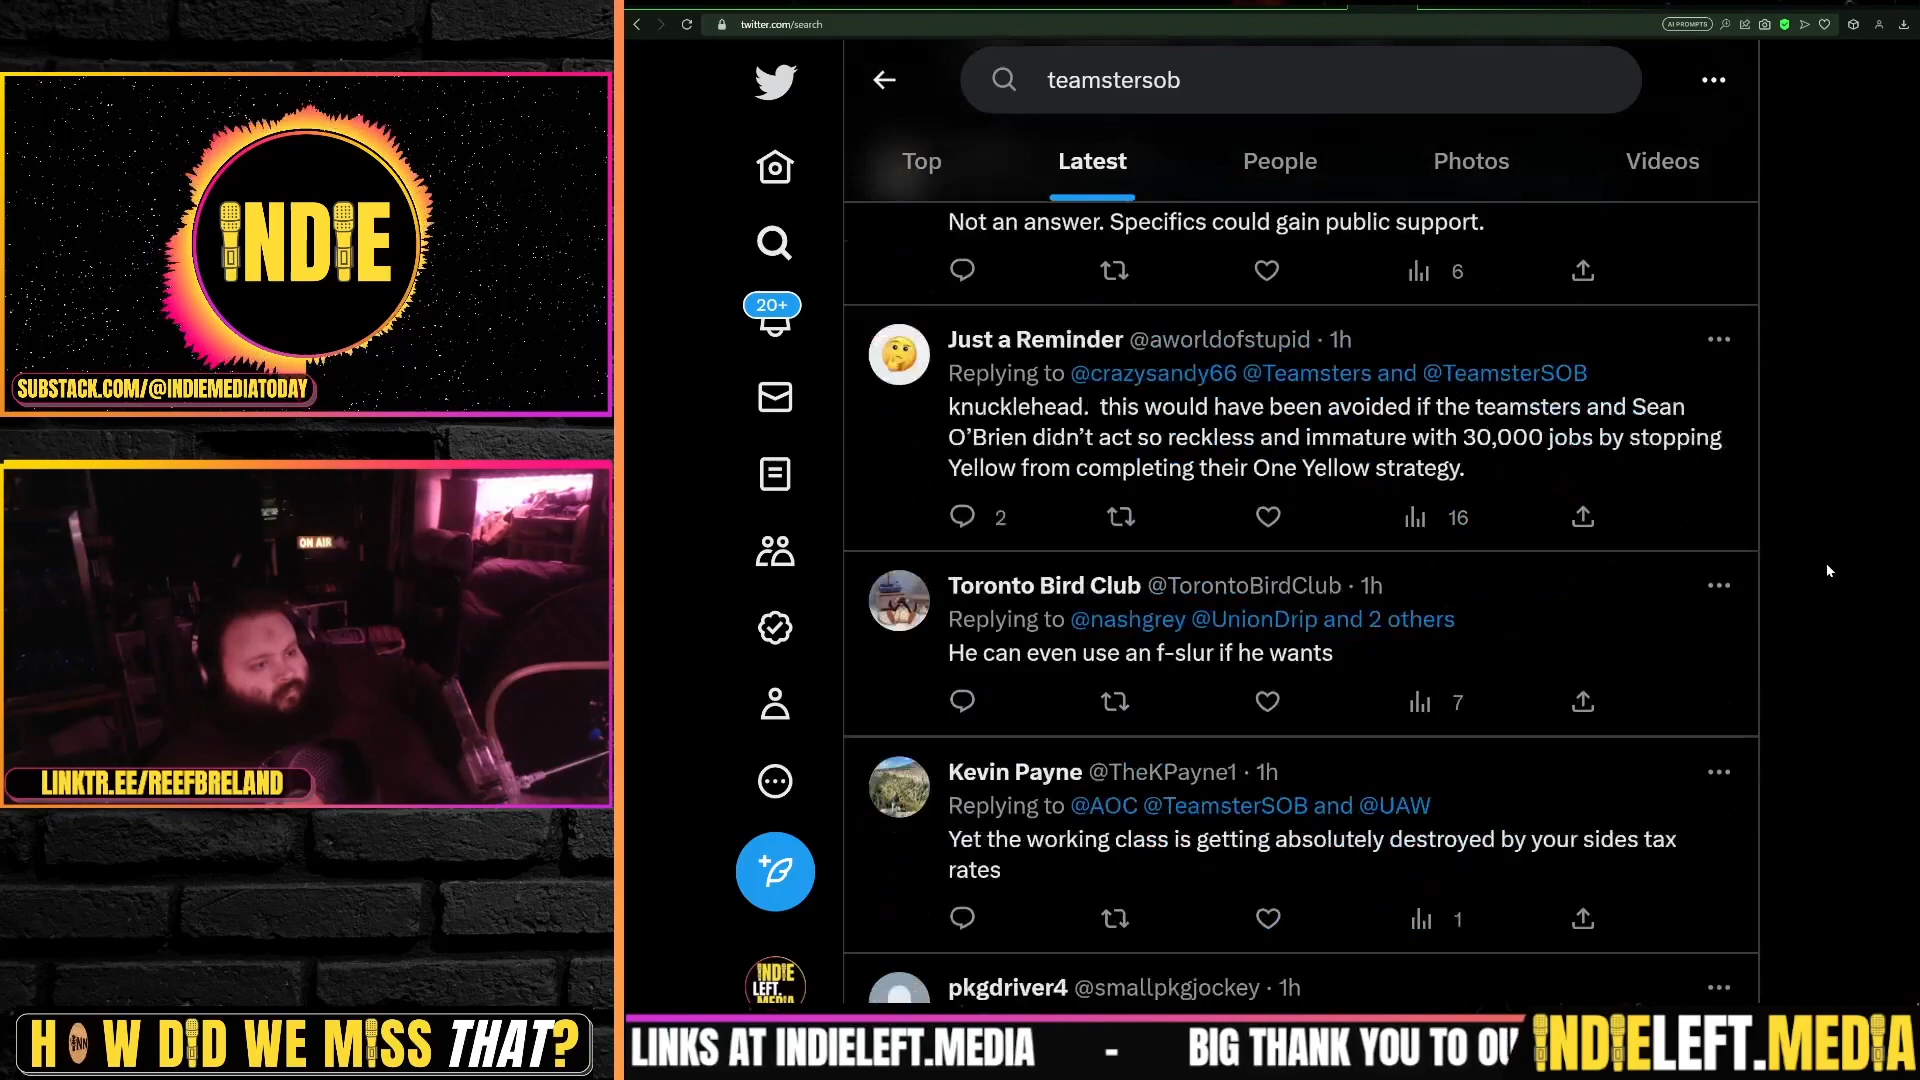 INDIE
SUBSTACK.COM/@INDIEMEDIATODAY
ON AIR
LINKTR.EE/REEFBRELAND
HOW DID WE MISS THAT?
twitter.com/search
AI PROMPTS
teamstersob
Top
Latest
People
Photos
Videos
20+
Not an answer. Specifics could gain public support.
6
Just a Reminder @aworldofstupid · 1h
Replying to @crazysandy66 @Teamsters and @TeamsterSOB
knucklehead. this would have been avoided if the teamsters and Sean
O’Brien didn’t act so reckless and immature with 30,000 jobs by stopping
Yellow from completing their One Yellow strategy.
2
16
Toronto Bird Club @TorontoBirdClub · 1h
Replying to @nashgrey @UnionDrip and 2 others
He can even use an f-slur if he wants
7
Kevin Payne @TheKPayne1 · 1h
Replying to @AOC @TeamsterSOB and @UAW
Yet the working class is getting absolutely destroyed by your sides tax
rates
1
pkgdriver4 @smallpkgjockey · 1h
INDIE
LEFT.
MEDIA
LINKS AT INDIELEFT.MEDIA - BIG THANK YOU TO OU
INDIELEFT.MEDIA